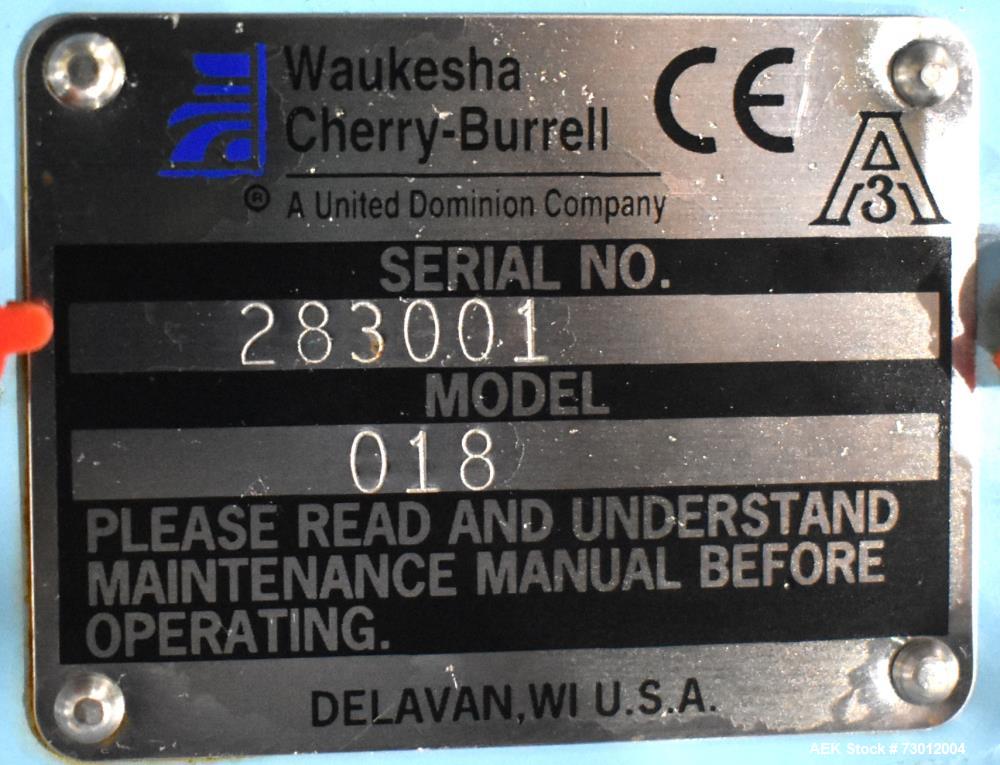 Waukesha
Cherry-Burrell
CE
® A United Dominion Company
A
3
SERIAL NO.
283001
MODEL
018
PLEASE READ AND UNDERSTAND
MAINTENANCE MANUAL BEFORE
OPERATING.
DELAVAN, WI U.S.A.
AEK Stock # 73012004